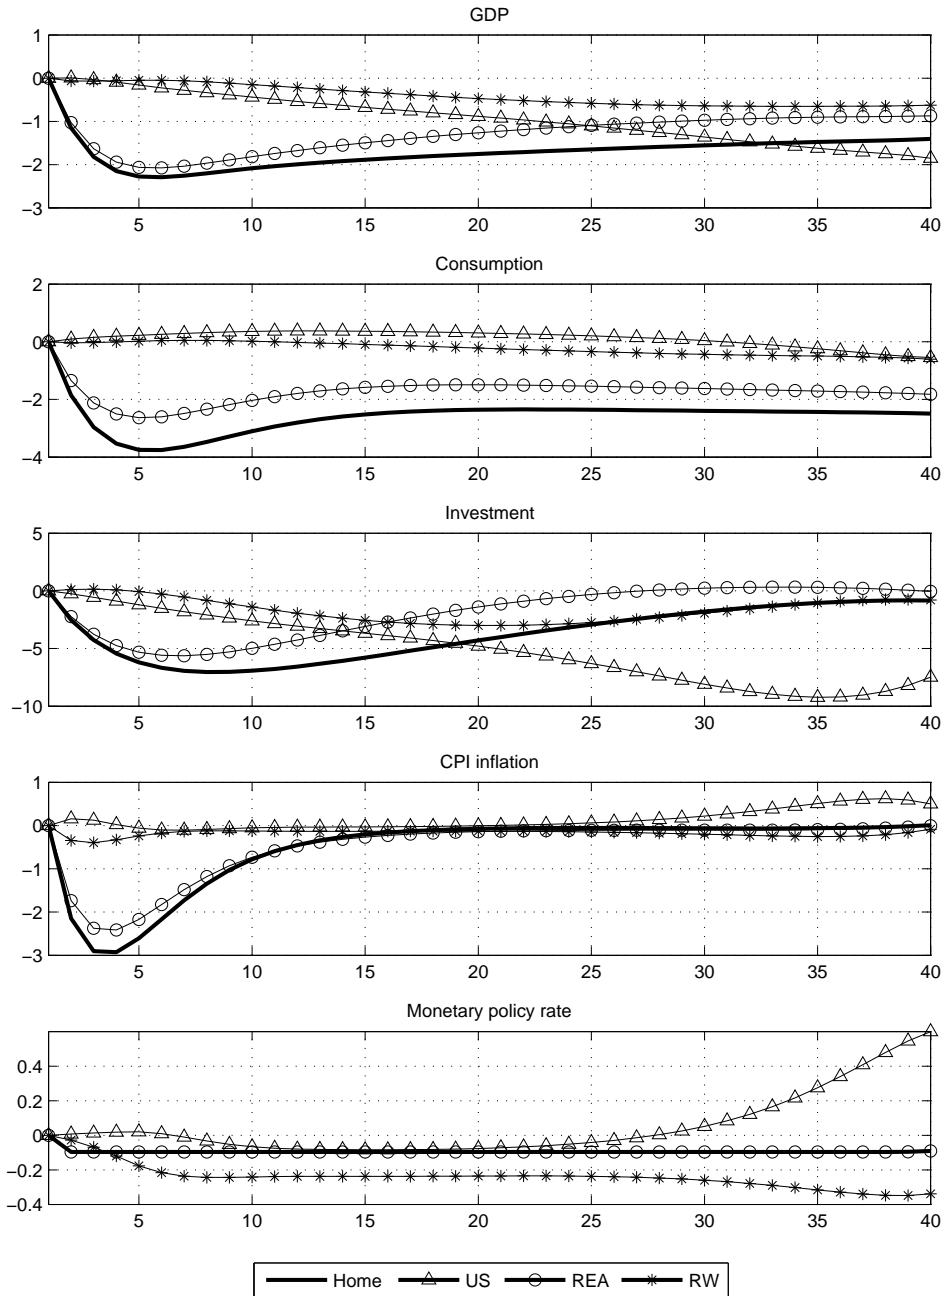 GDP
1
0
−1
−2
−3
5 10 15 20 25 30 35 40
Consumption
2
0
−2
−4
5 10 15 20 25 30 35 40
Investment
5
0
−5
−10
5 10 15 20 25 30 35 40
CPI inflation
1
0
−1
−2
−3
5 10 15 20 25 30 35 40
Monetary policy rate
0.4
0.2
0
−0.2
−0.4
5 10 15 20 25 30 35 40
Home US REA RW